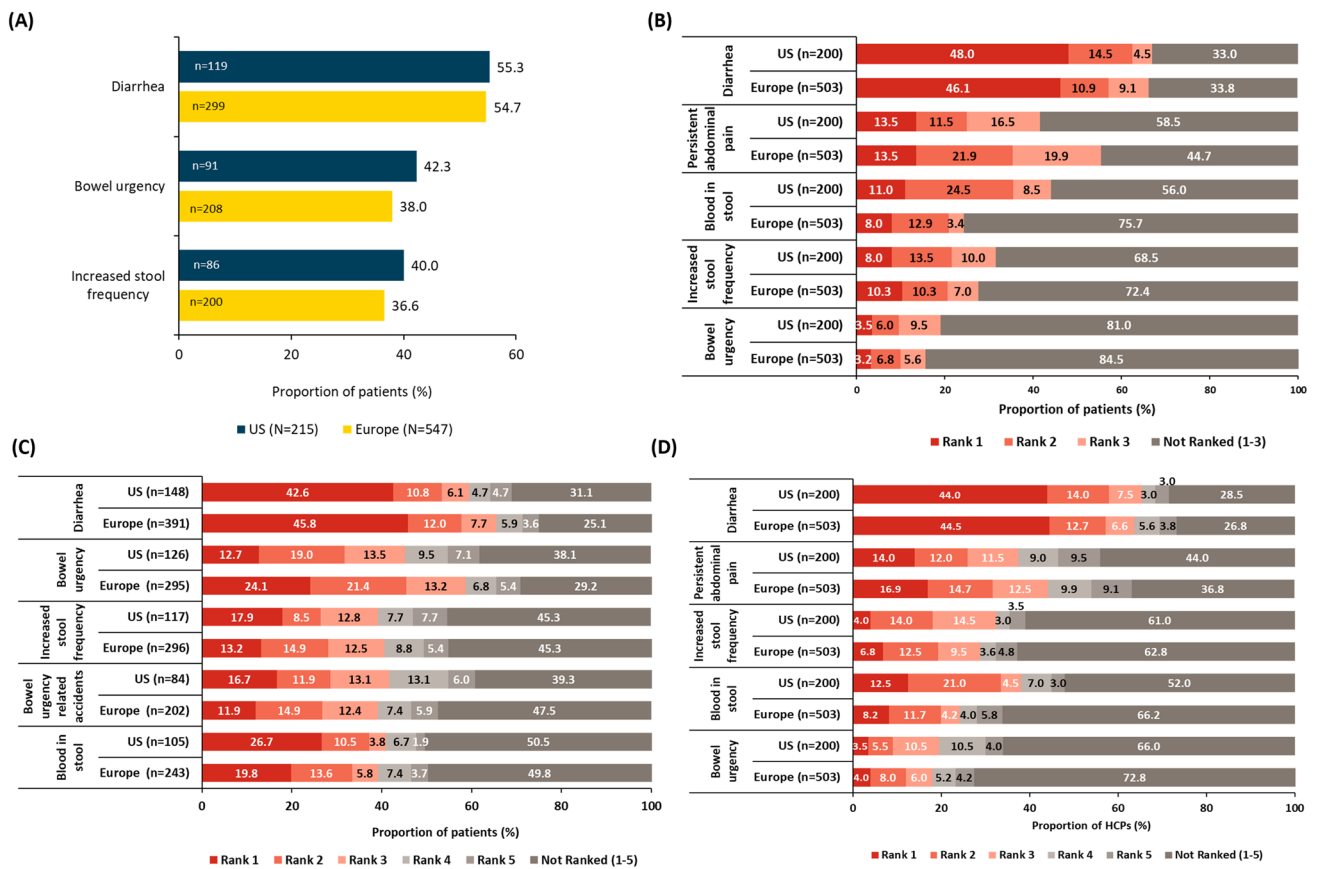 (A)
Diarrhea
n=119
55.3
n=299
54.7
Bowel urgency
n=91
42.3
n=208
38.0
Increased stool
frequency
n=86
40.0
n=200
36.6
0 20 40 60
Proportion of patients (%)
US (N=215) Europe (N=547)
(B)
Diarrhea
US (n=200) 48.0 14.5 4.5 33.0
Europe (n=503) 46.1 10.9 9.1 33.8
Persistent
abdominal
pain
US (n=200) 13.5 11.5 16.5 58.5
Europe (n=503) 13.5 21.9 19.9 44.7
Blood in
stool
US (n=200) 11.0 24.5 8.5 56.0
Europe (n=503) 8.0 12.9 3.4 75.7
Increased
stool
frequency
US (n=200) 8.0 13.5 10.0 68.5
Europe (n=503) 10.3 10.3 7.0 72.4
Bowel
urgency
US (n=200) 3.5 6.0 9.5 81.0
Europe (n=503) 3.2 6.8 5.6 84.5
0 20 40 60 80 100
Proportion of patients (%)
Rank 1 Rank 2 Rank 3 Not Ranked (1-3)
(C)
Diarrhea
US (n=148) 42.6 10.8 6.1 4.7 4.7 31.1
Europe (n=391) 45.8 12.0 7.7 5.9 3.6 25.1
Bowel
urgency
US (n=126) 12.7 19.0 13.5 9.5 7.1 38.1
Europe (n=295) 24.1 21.4 13.2 6.8 5.4 29.2
Increased
stool
frequency
US (n=117) 17.9 8.5 12.8 7.7 7.7 45.3
Europe (n=296) 13.2 14.9 12.5 8.8 5.4 45.3
Bowel
urgency
related
accidents
US (n=84) 16.7 11.9 13.1 13.1 6.0 39.3
Europe (n=202) 11.9 14.9 12.4 7.4 5.9 47.5
Blood in
stool
US (n=105) 26.7 10.5 3.8 6.7 1.9 50.5
Europe (n=243) 19.8 13.6 5.8 7.4 3.7 49.8
0 20 40 60 80 100
Proportion of patients (%)
Rank 1 Rank 2 Rank 3 Rank 4 Rank 5 Not Ranked (1-5)
(D)
Diarrhea
3.0
US (n=200) 44.0 14.0 7.5 3.0 28.5
Europe (n=503) 44.5 12.7 6.6 5.6 3.8 26.8
Persistent
abdominal
pain
US (n=200) 14.0 12.0 11.5 9.0 9.5 44.0
Europe (n=503) 16.9 14.7 12.5 9.9 9.1 36.8
Increased
stool
frequency
3.5
US (n=200) 4.0 14.0 14.5 3.0 61.0
Europe (n=503) 6.8 12.5 9.5 3.6 4.8 62.8
Blood in
stool
US (n=200) 12.5 21.0 4.5 7.0 3.0 52.0
Europe (n=503) 8.2 11.7 4.2 4.0 5.8 66.2
Bowel
urgency
US (n=200) 3.5 5.5 10.5 10.5 4.0 66.0
Europe (n=503) 4.0 8.0 6.0 5.2 4.2 72.8
0 20 40 60 80 100
Proportion of HCPs (%)
Rank 1 Rank 2 Rank 3 Rank 4 Rank 5 Not Ranked (1-5)